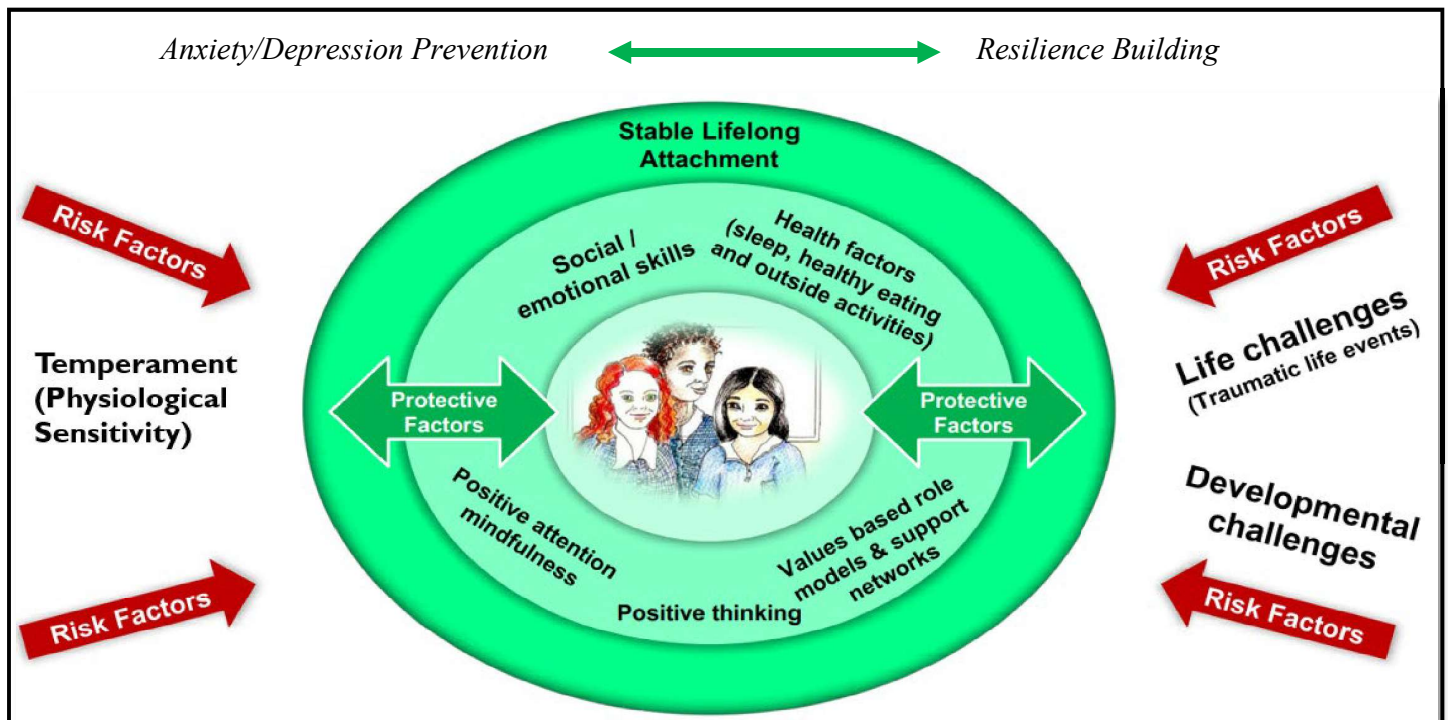 Anxiety/Depression Prevention
Resilience Building
Stable Lifelong
Attachment
Risk Factors
Risk Factors
Social /
emotional skills
Health factors
(sleep, healthy eating
and outside activities)
Temperament
(Physiological
Sensitivity)
Protective
Factors
Protective
Factors
Life challenges
(Traumatic life events)
Positive attention
mindfulness
Values based role
models & support
networks
Developmental
challenges
Positive thinking
Risk Factors
Risk Factors